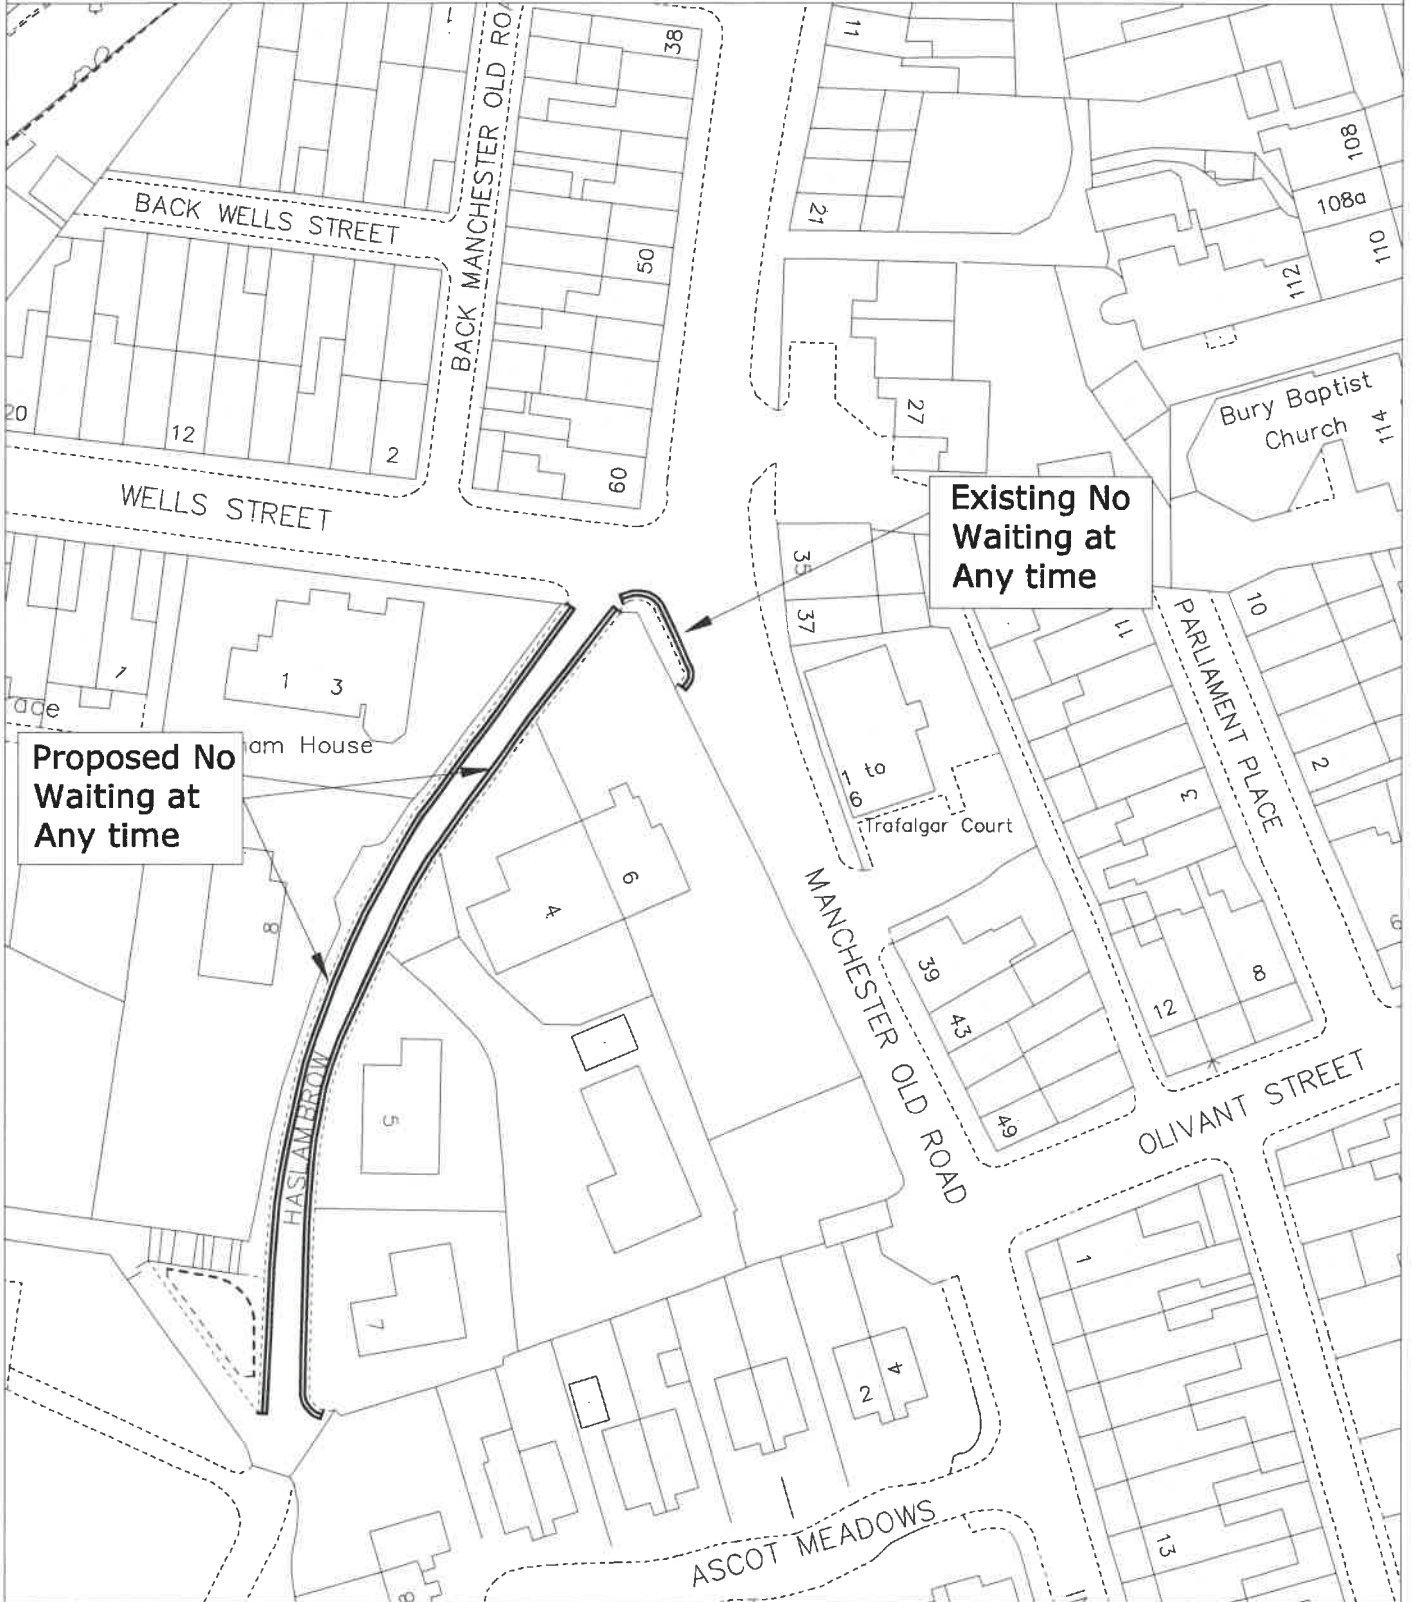 BACK MANCHESTER OLD ROA
38
11
108
108a
110
112
BACK WELLS STREET
50
21
27
Bury Baptist
Church
114
20
12
2
60
WELLS STREET
Existing No
Waiting at
Any time
35
37
11
10
PARLIAMENT PLACE
7
1 3
ace
am House
Proposed No
Waiting at
Any time
1 to
6
Trafalgar Court
3
2
8
4
6
MANCHESTER OLD ROAD
39
43
49
12
8
9
OLIVANT STREET
HASLAM BROW
5
7
1
2
4
13
ASCOT MEADOWS